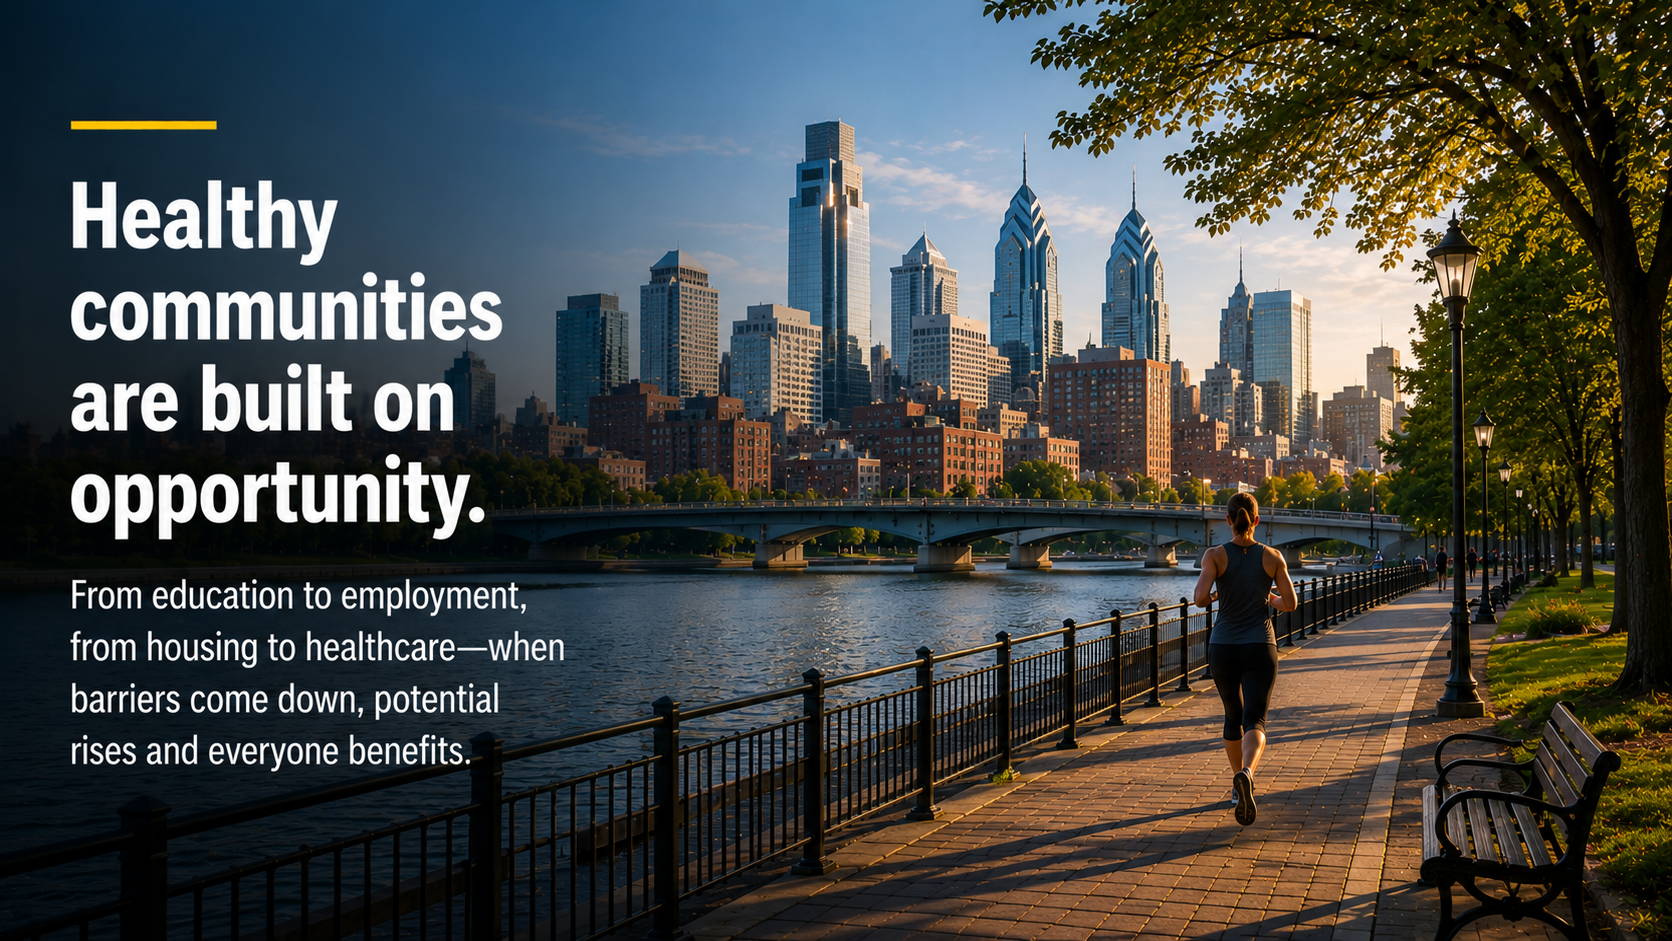 Healthy
communities
are built on
opportunity.
From education to employment,
from housing to healthcare—when
barriers come down, potential
rises and everyone benefits.